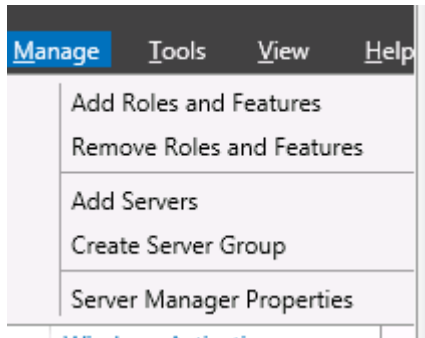 Manage Tools View Help
Add Roles and Features
Remove Roles and Features
Add Servers
Create Server Group
Server Manager Properties